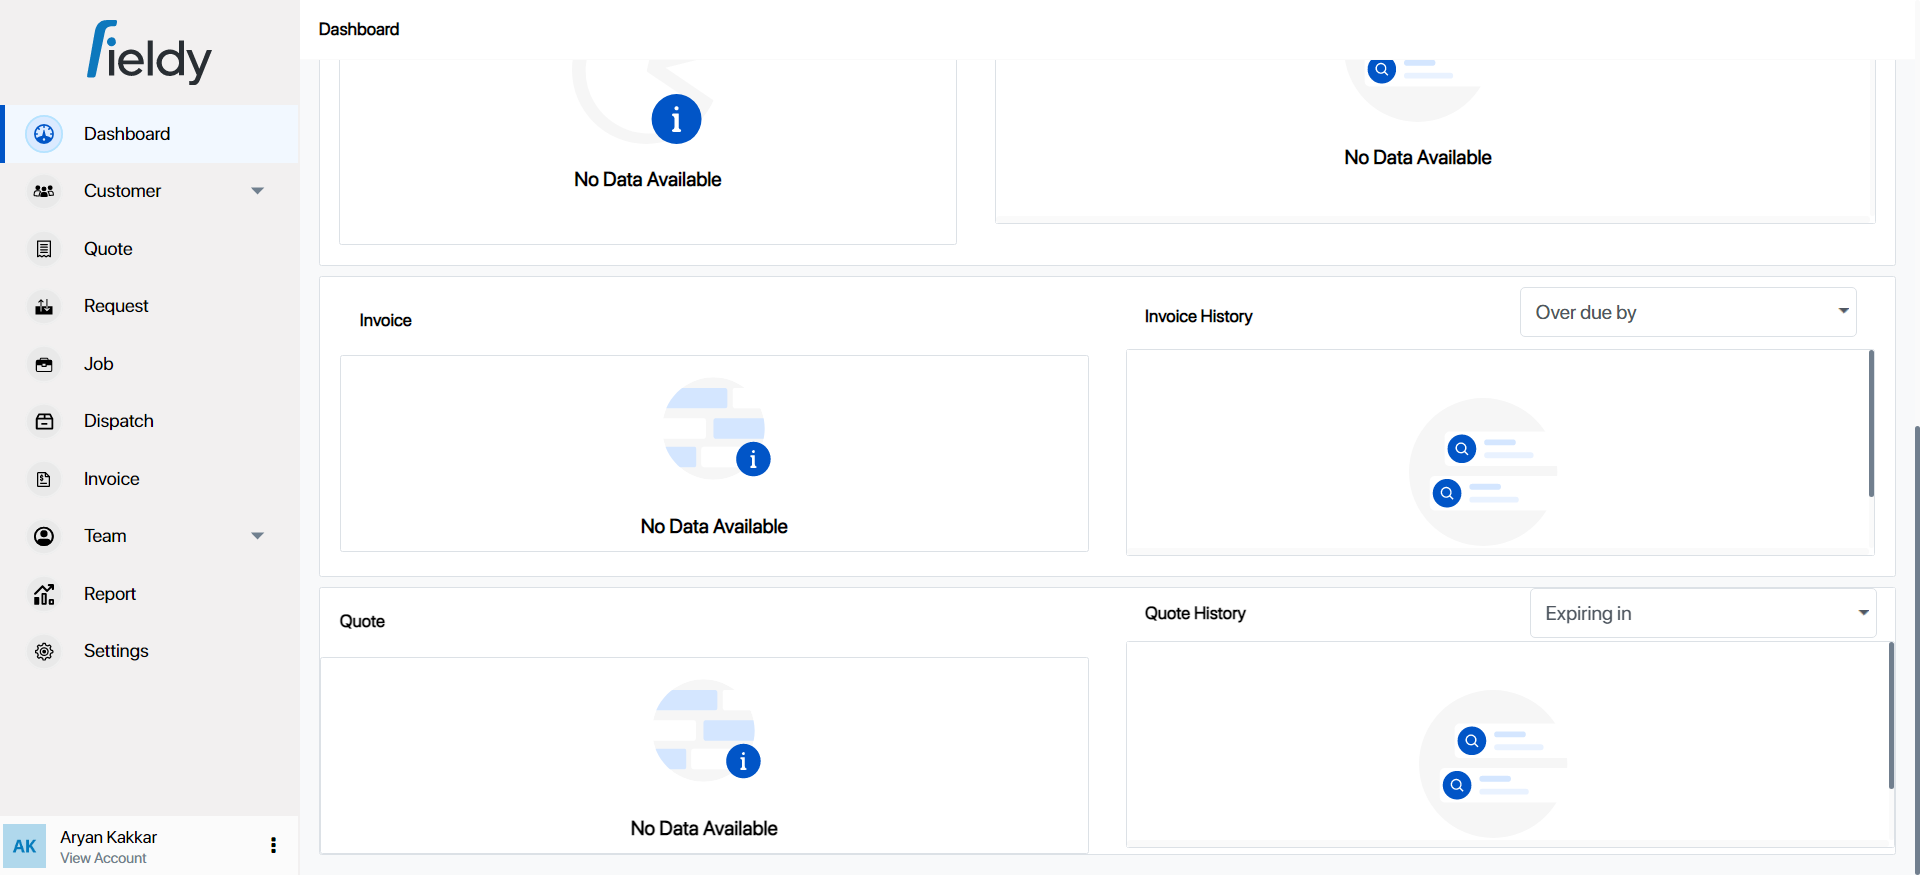 fieldy
Dashboard
Customer
Quote
Request
Job
Dispatch
Invoice
Team
Report
Settings
AK
Aryan Kakkar
View Account
Dashboard
No Data Available
No Data Available
Invoice
No Data Available
Invoice History
Over due by
Quote
No Data Available
Quote History
Expiring in